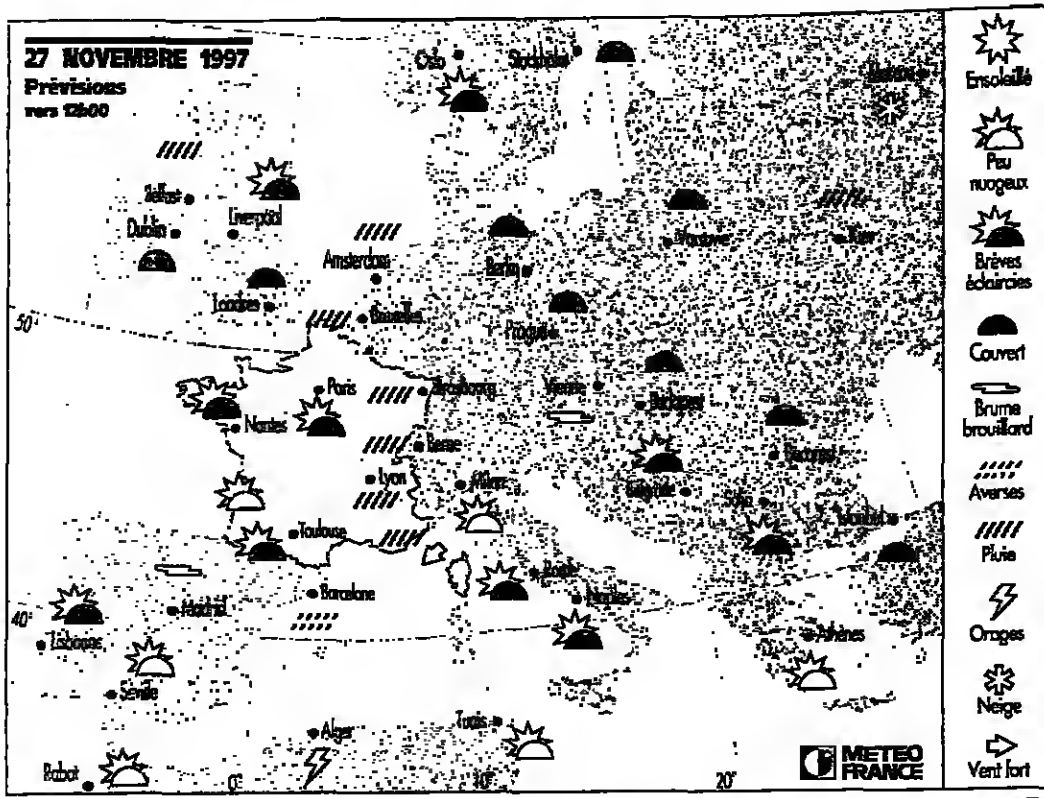 27 NOVEMBRE 1997
Prévisions
vers 12h00
Oslo
Stockholm
Belfast
Liverpool
Dublin
Amsterdam
Varsovie
Kiev
Berlin
Londres
Bruxelles
50°
Prague
Paris
Strasbourg
Vienne
Budapest
Nantes
Berne
Bucarest
Lyon
Milan
Belgrade
Sofia
Istanbul
Toulouse
Rome
Barcelone
Naples
40°
Madrid
Athènes
Lisbonne
Séville
Tunis
Alger
Rabat
0°
10°
20°
METEO
FRANCE
Ensoleillé
Peu
nuageux
Brèves
éclaircies
Couvert
Brume
brouillard
Averses
Pluie
Orages
Neige
Vent fort